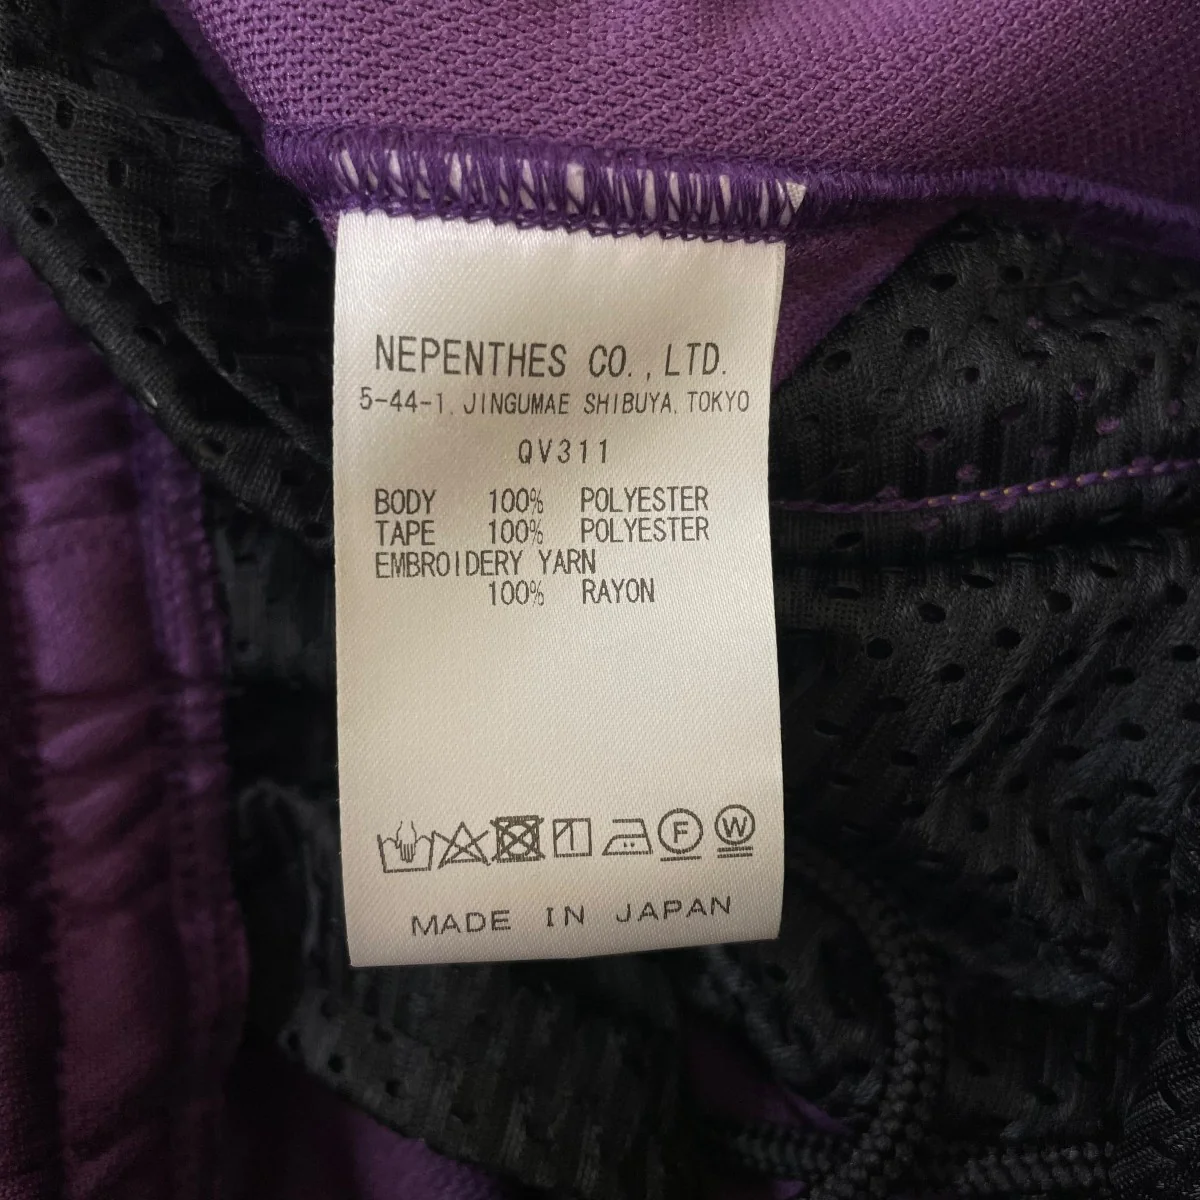 NEPENTHES CO.,LTD.
5-44-1, JINGUMAE SHIBUYA, TOKYO
QV311
BODY 100% POLYESTER
TAPE 100% POLYESTER
EMBROIDERY YARN
100% RAYON
F W
MADE IN JAPAN